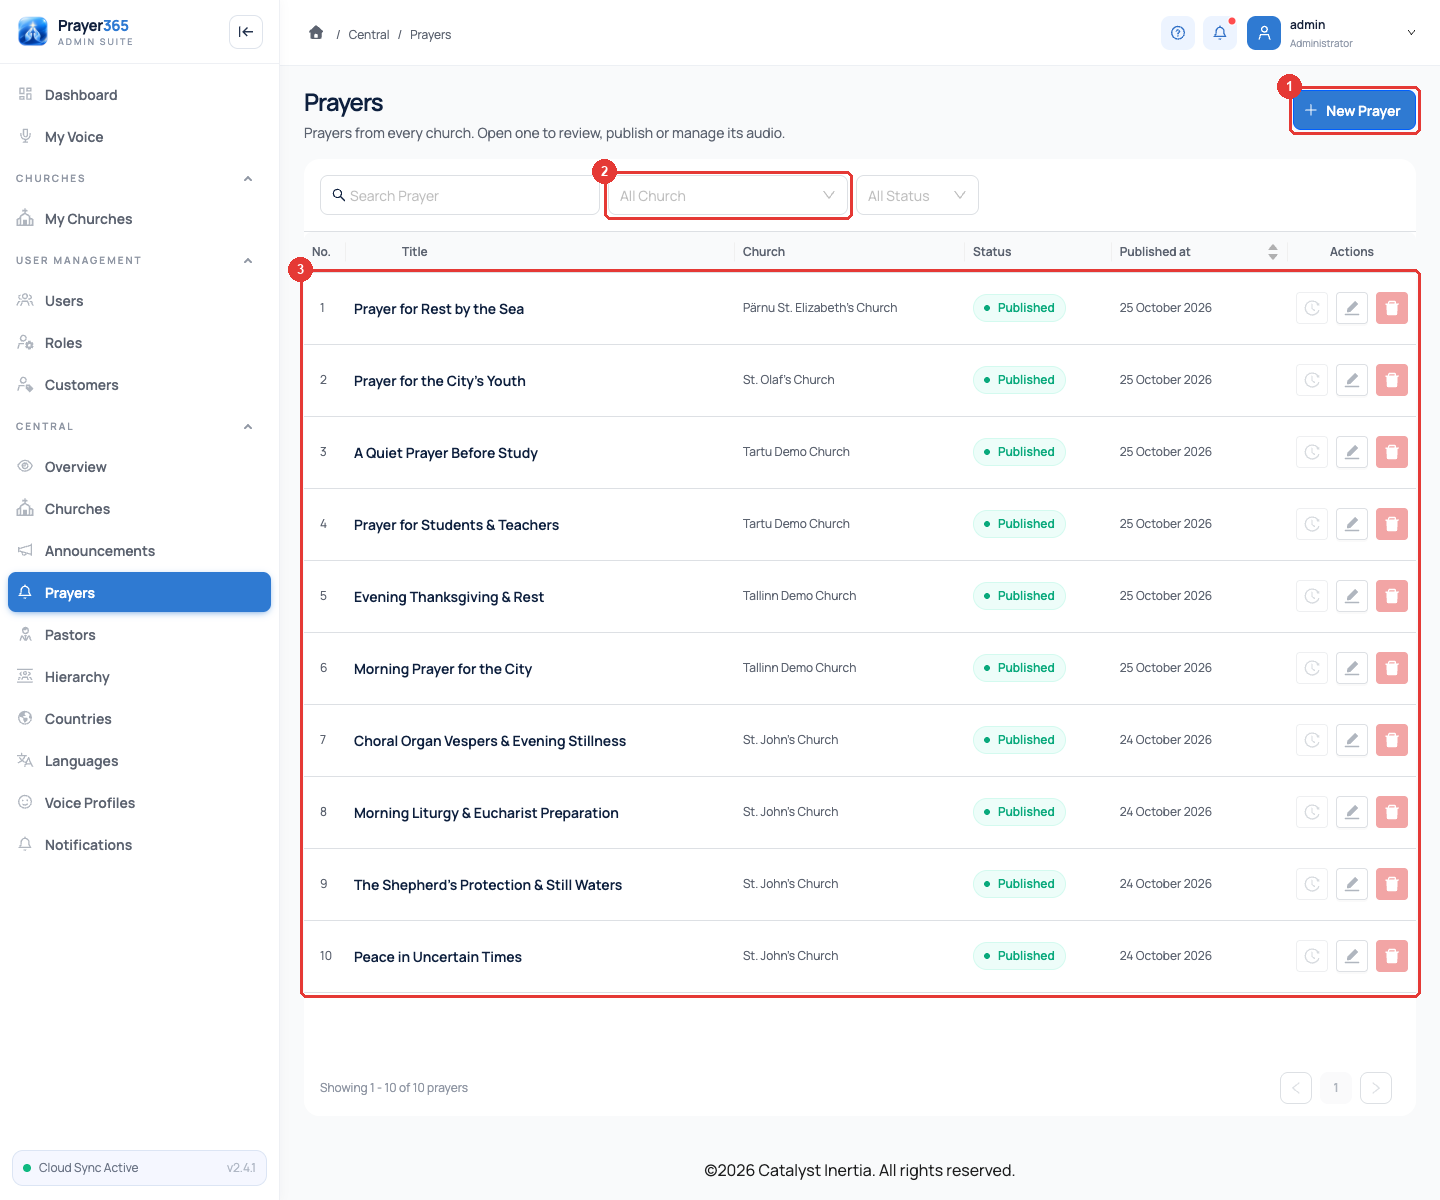 Prayer365
ADMIN SUITE
/ Central / Prayers
admin
Administrator
Dashboard
My Voice
CHURCHES
My Churches
USER MANAGEMENT
Users
Roles
Customers
CENTRAL
Overview
Churches
Announcements
Prayers
Pastors
Hierarchy
Countries
Languages
Voice Profiles
Notifications
Cloud Sync Active v2.4.1
Prayers
Prayers from every church. Open one to review, publish or manage its audio.
1
+ New Prayer
Search Prayer
2
All Church
All Status
No. Title Church Status Published at Actions
3
1 Prayer for Rest by the Sea Pärnu St. Elizabeth's Church Published 25 October 2026
2 Prayer for the City's Youth St. Olaf's Church Published 25 October 2026
3 A Quiet Prayer Before Study Tartu Demo Church Published 25 October 2026
4 Prayer for Students & Teachers Tartu Demo Church Published 25 October 2026
5 Evening Thanksgiving & Rest Tallinn Demo Church Published 25 October 2026
6 Morning Prayer for the City Tallinn Demo Church Published 25 October 2026
7 Choral Organ Vespers & Evening Stillness St. John's Church Published 24 October 2026
8 Morning Liturgy & Eucharist Preparation St. John's Church Published 24 October 2026
9 The Shepherd's Protection & Still Waters St. John's Church Published 24 October 2026
10 Peace in Uncertain Times St. John's Church Published 24 October 2026
Showing 1 - 10 of 10 prayers
1
©2026 Catalyst Inertia. All rights reserved.